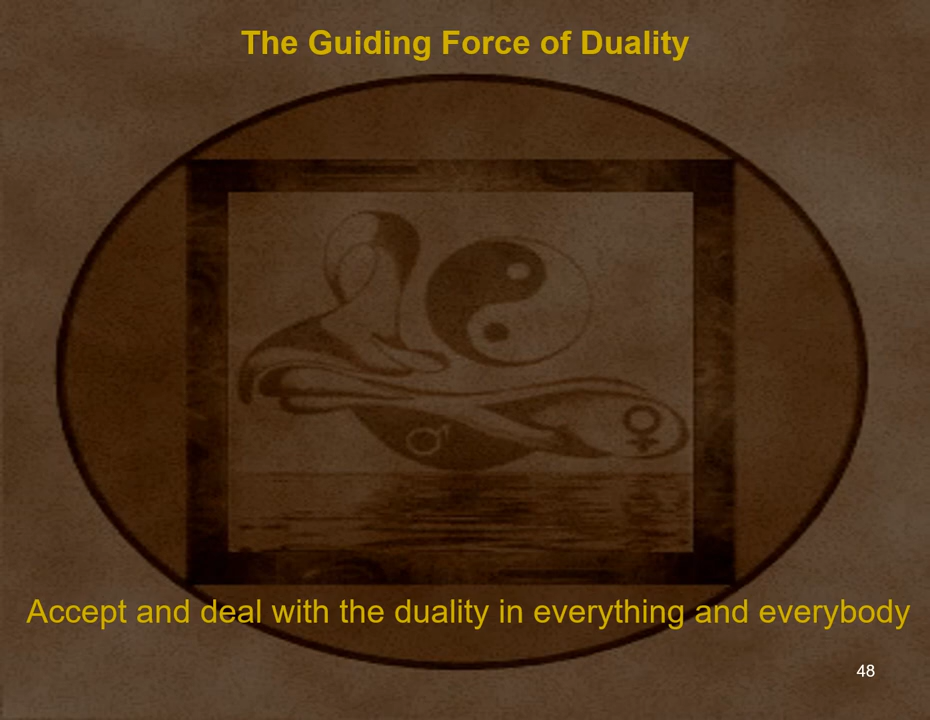 The Guiding Force of Duality
Accept and deal with the duality in everything and everybody
48